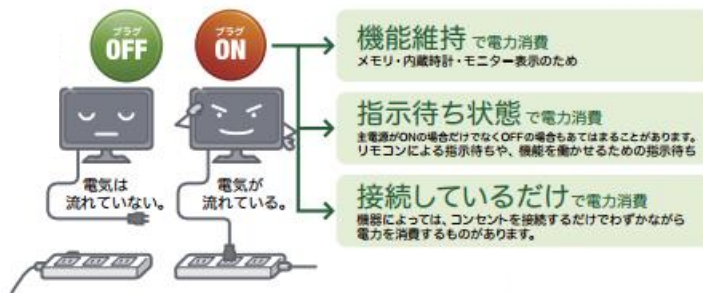 プラグ
OFF
プラグ
ON
電気は
流れていない。
電気が
流れている。
機能維持で電力消費
メモリ・内蔵時計・モニター表示のため
指示待ち状態で電力消費
主電源がONの場合だけでなくOFFの場合もあてはまることがあります。
リモコンによる指示待ちや、機能を働かせるための指示待ち
接続しているだけで電力消費
機器によっては、コンセントを接続するだけでわずかながら
電力を消費するものがあります。